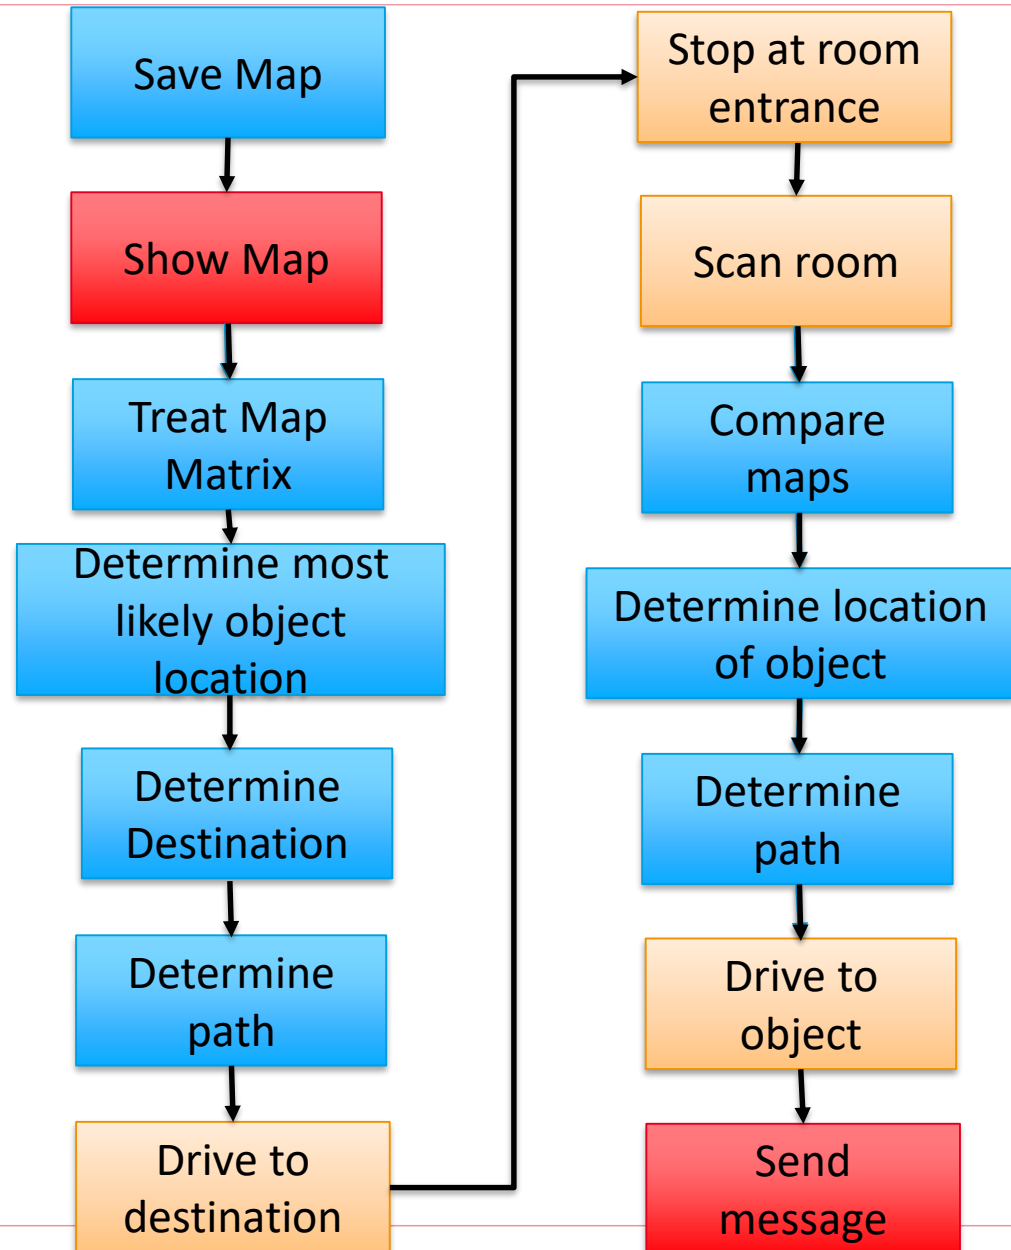 Save Map
Show Map
Treat Map
Matrix
Determine most
likely object
location
Determine
Destination
Determine
path
Drive to
destination
Stop at room
entrance
Scan room
Compare
maps
Determine location
of object
Determine
path
Drive to
object
Send
message